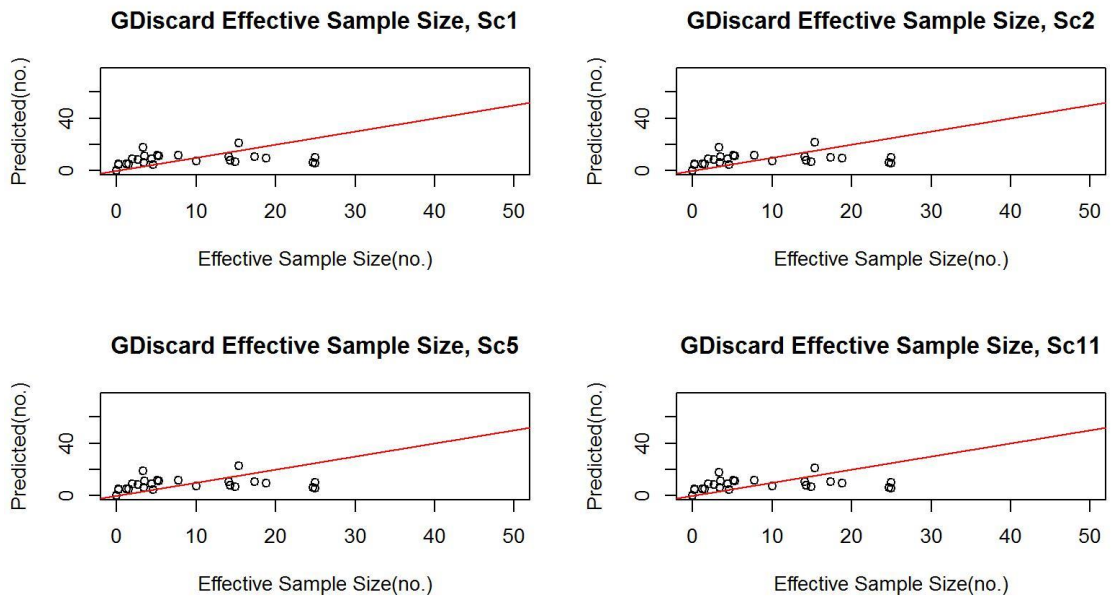 GDiscard Effective Sample Size, Sc1
Predicted(no.)
40
0
0 10 20 30 40 50
Effective Sample Size(no.)
GDiscard Effective Sample Size, Sc2
Predicted(no.)
40
0
0 10 20 30 40 50
Effective Sample Size(no.)
GDiscard Effective Sample Size, Sc5
Predicted(no.)
40
0
0 10 20 30 40 50
Effective Sample Size(no.)
GDiscard Effective Sample Size, Sc11
Predicted(no.)
40
0
0 10 20 30 40 50
Effective Sample Size(no.)